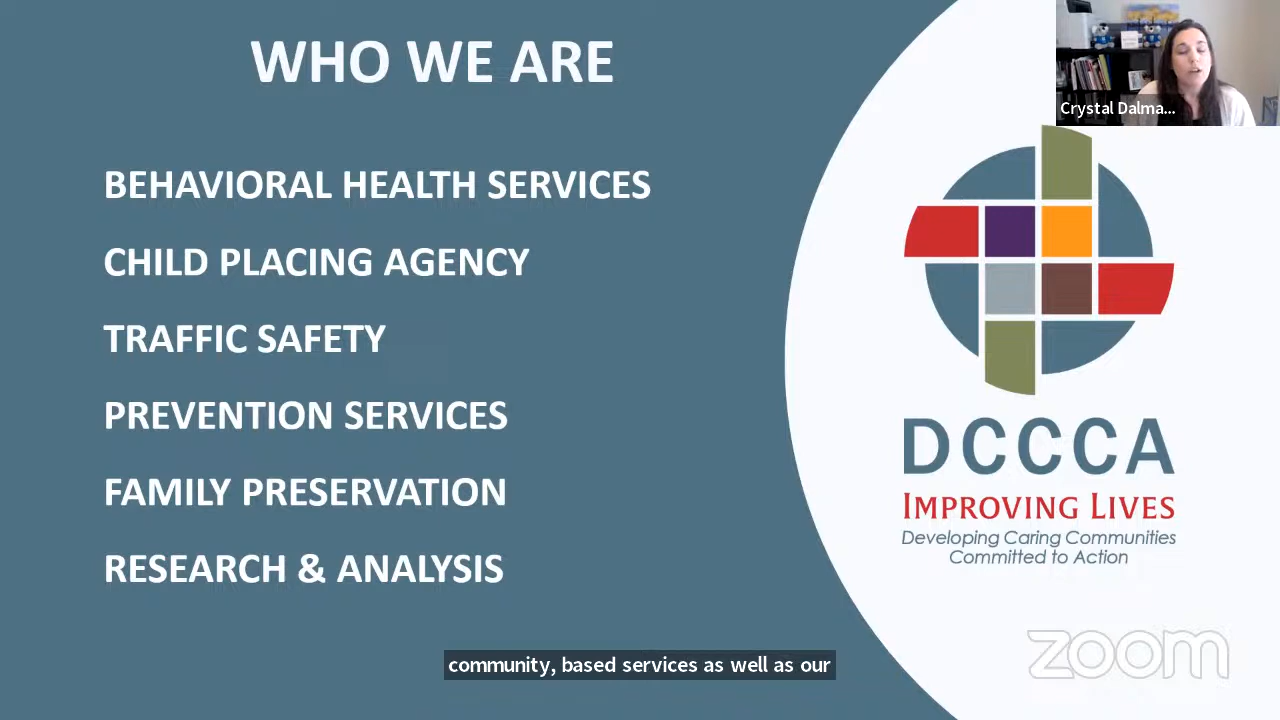 WHO WE ARE
Crystal Dalma...
BEHAVIORAL HEALTH SERVICES
CHILD PLACING AGENCY
TRAFFIC SAFETY
PREVENTION SERVICES
FAMILY PRESERVATION
RESEARCH & ANALYSIS
DCCCA
IMPROVING LIVES
Developing Caring Communities
Committed to Action
community, based services as well as our
zoom